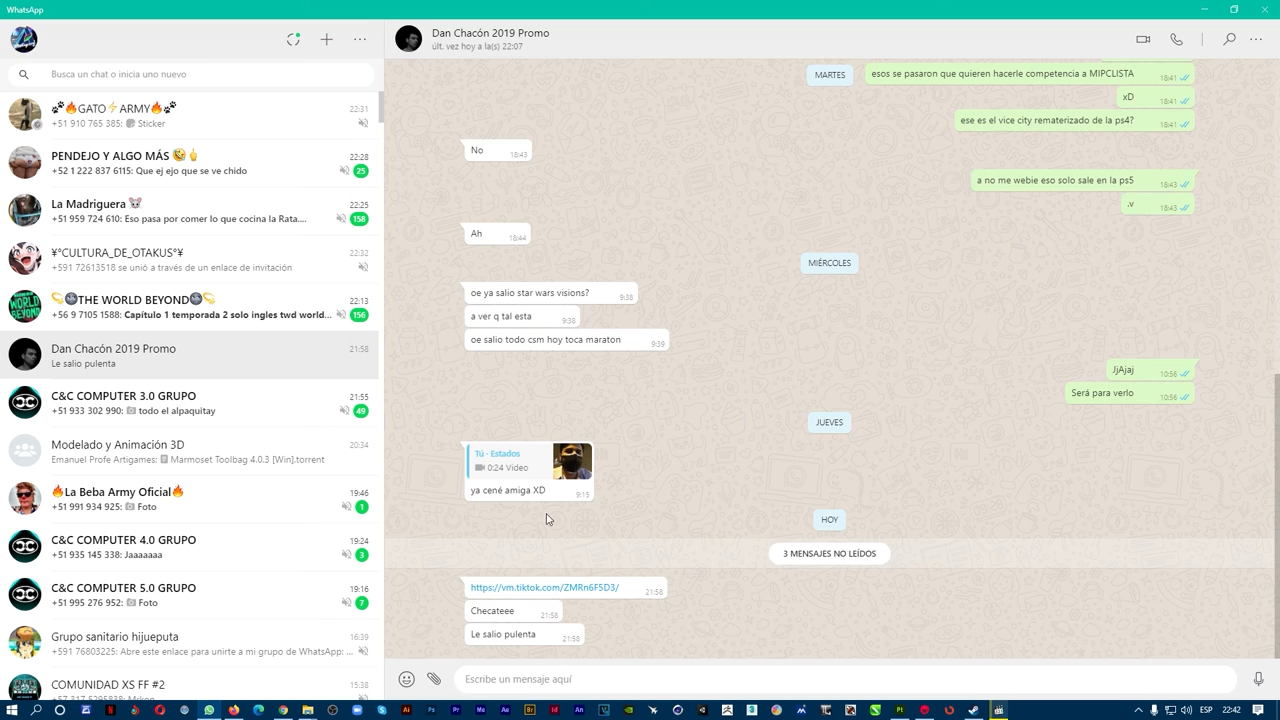 WhatsApp
Dan Chacón 2019 Promo
últ. vez hoy a la(s) 22:07
Busca un chat o inicia uno nuevo
🐾🔥GATO⚡ARMY🔥🐾
22:31
+51 910 765 385: Sticker
PENDEJO Y ALGO MÁS 🤪🖕
22:28
+52 1 222 837 6115: Que ej ejo que se ve chido
25
La Madriguera 🐭
22:25
+51 959 724 610: Eso pasa por comer lo que cocina la Rata....
158
¥°CULTURA_DE_OTAKUS°¥
22:32
+591 72613518 se unió a través de un enlace de invitación
💫🌚THE WORLD BEYOND🌚💫
22:13
+56 9 7105 1588: Capítulo 1 temporada 2 solo ingles twd world...
156
Dan Chacón 2019 Promo
21:58
Le salio pulenta
C&C COMPUTER 3.0 GRUPO
21:55
+51 933 302 990: todo el alpaquitay
49
Modelado y Animación 3D
20:34
Emanuel Profe Artigames: Marmoset Toolbag 4.0.3 [Win].torrent
🔥La Beba Army Oficial🔥
19:46
+51 991 934 925: Foto
1
C&C COMPUTER 4.0 GRUPO
19:24
+51 935 145 338: Jaaaaaaa
3
C&C COMPUTER 5.0 GRUPO
19:16
+51 995 276 952: Foto
7
Grupo sanitario hijueputa
16:39
+591 76803225: Abre este enlace para unirte a mi grupo de WhatsApp: ...
COMUNIDAD XS FF #2
15:38
MARTES
esos se pasaron que quieren hacerle competencia a MIPCLISTA
18:41
xD
18:41
ese es el vice city rematerizado de la ps4?
18:41
No
18:43
a no me webie eso solo sale en la ps5
18:43
.v
18:43
Ah
18:44
MIÉRCOLES
oe ya salio star wars visions?
9:38
a ver q tal esta
9:38
oe salio todo csm hoy toca maraton
9:39
JjAjaj
10:56
Será para verlo
10:56
JUEVES
Tú · Estados
0:24 Video
ya cené amiga XD
9:15
HOY
3 MENSAJES NO LEÍDOS
https://vm.tiktok.com/ZMRn6F5D3/
21:58
Checateee
21:58
Le salio pulenta
21:58
Escribe un mensaje aquí
ESP
22:42